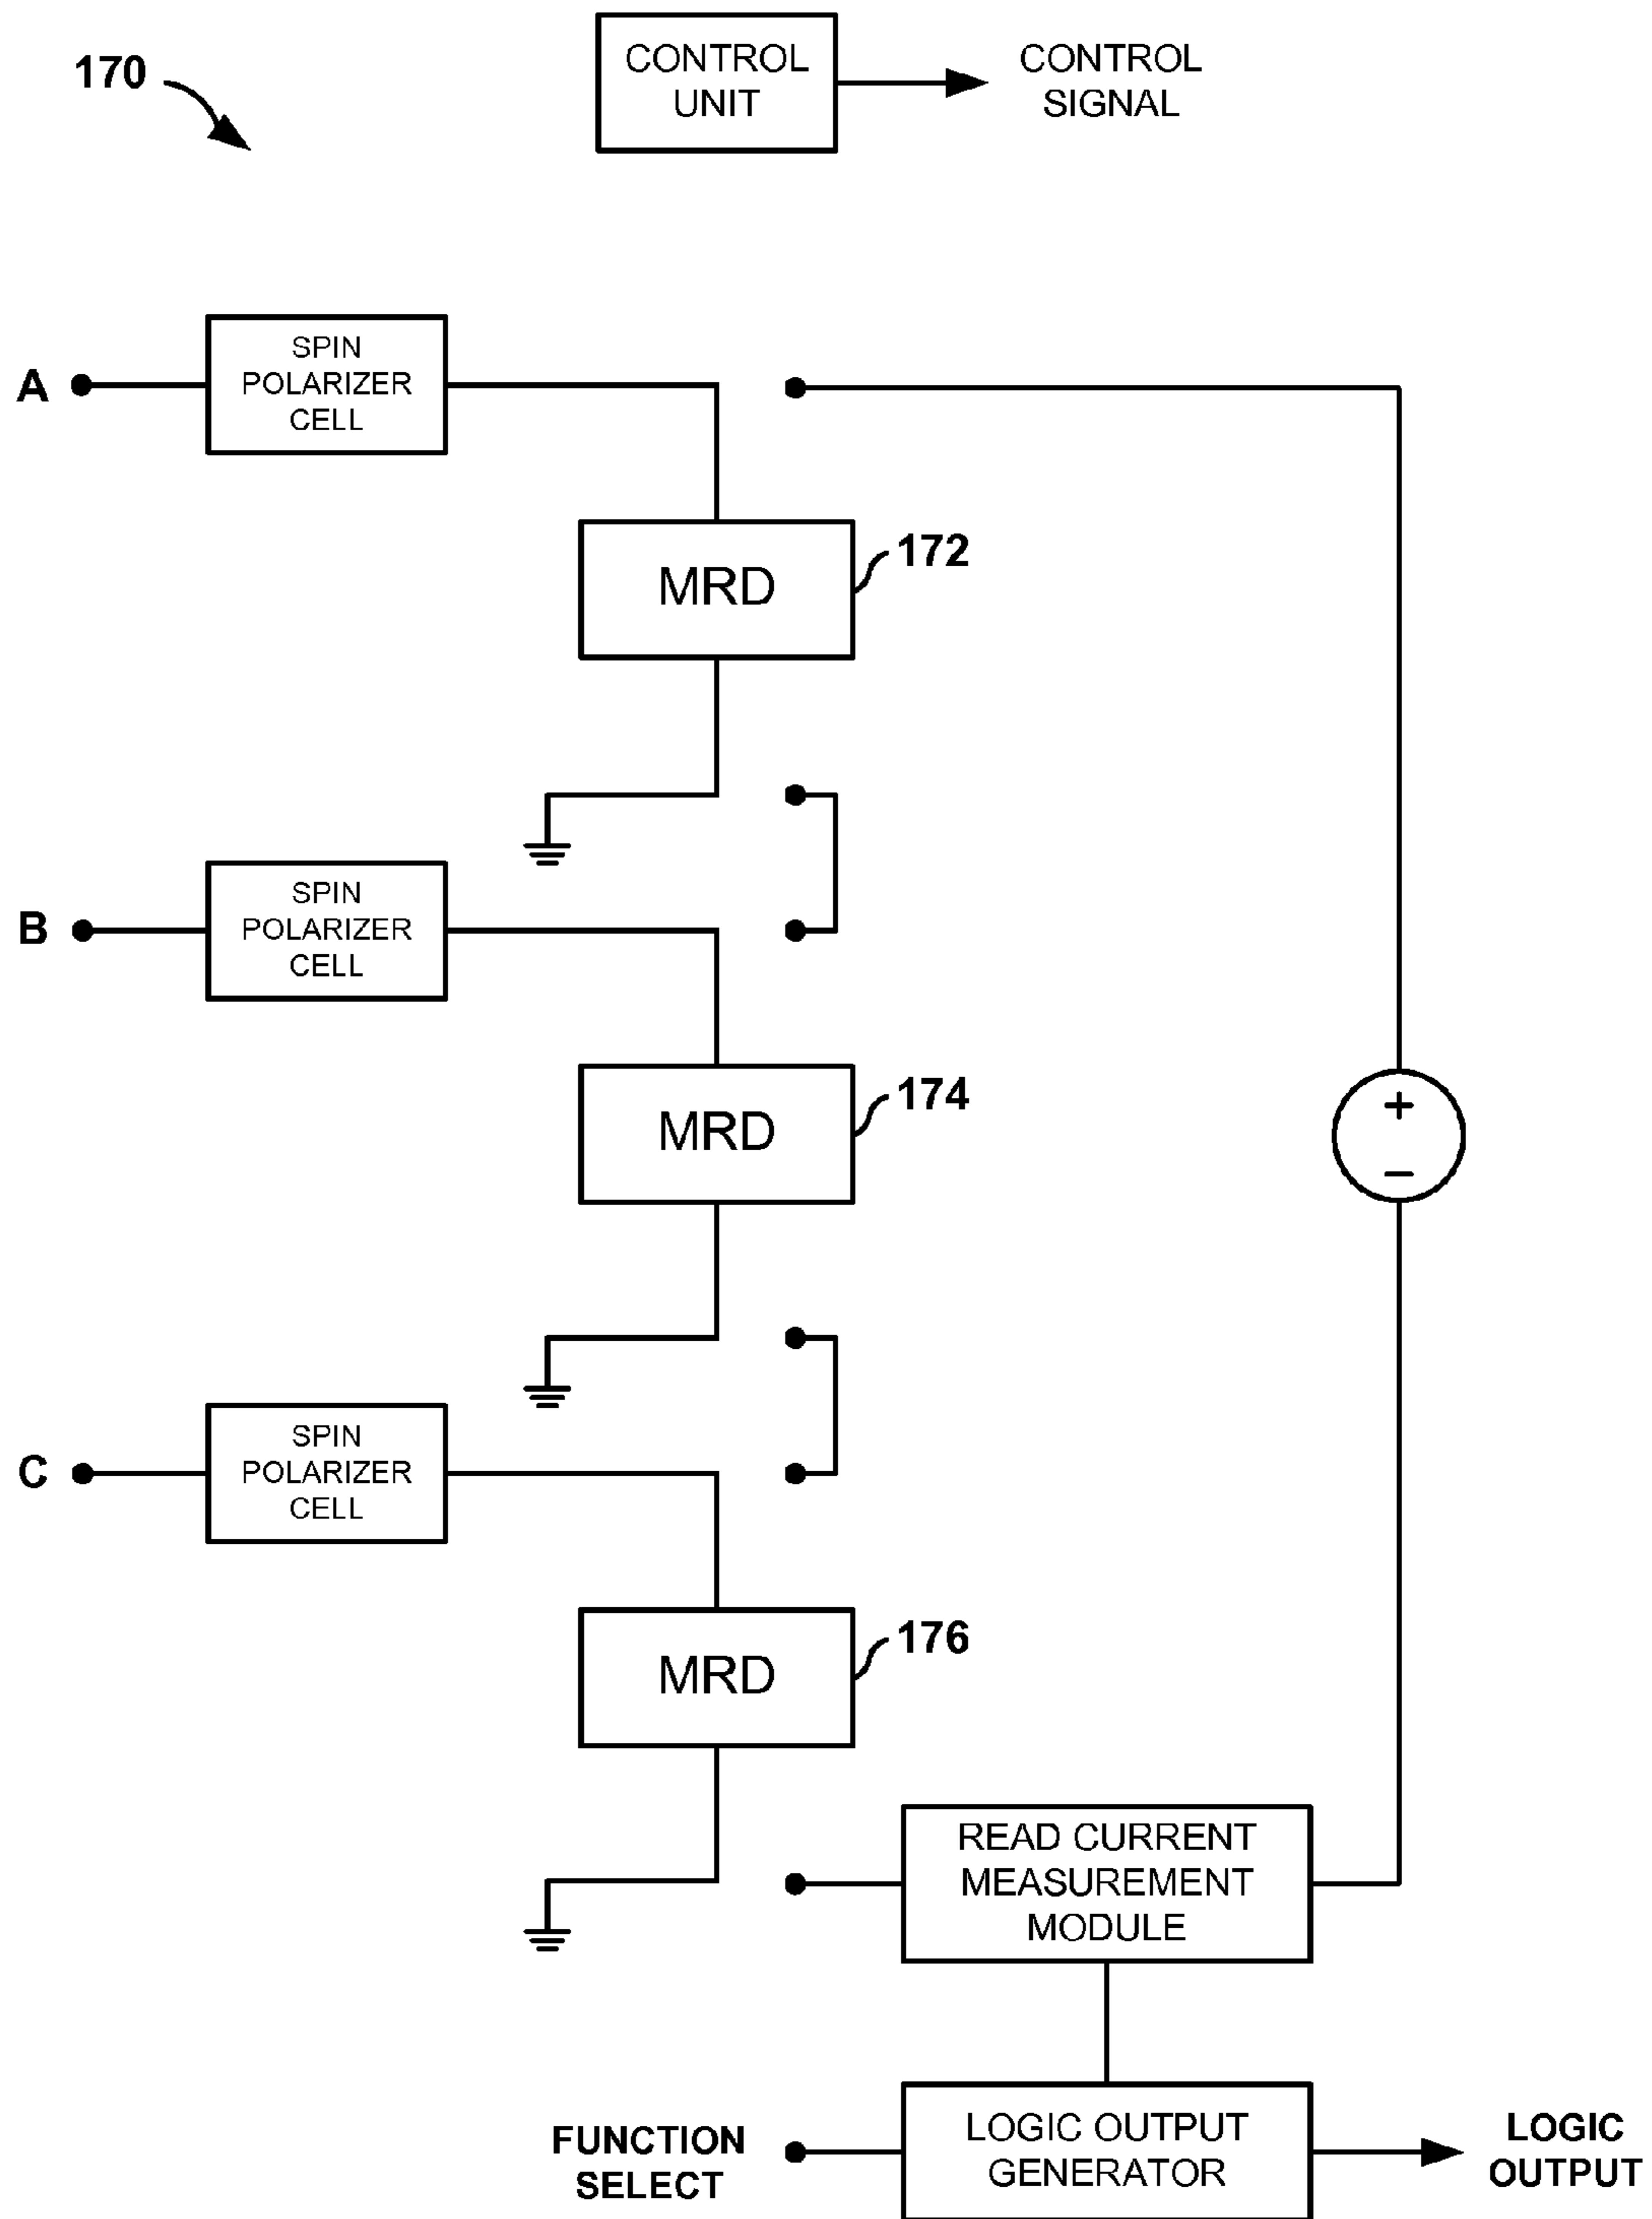 170
CONTROL
UNIT
CONTROL
SIGNAL
A
SPIN
POLARIZER
CELL
MRD
172
B
SPIN
POLARIZER
CELL
MRD
174
+
−
C
SPIN
POLARIZER
CELL
MRD
176
READ CURRENT
MEASUREMENT
MODULE
FUNCTION
SELECT
LOGIC OUTPUT
GENERATOR
LOGIC
OUTPUT